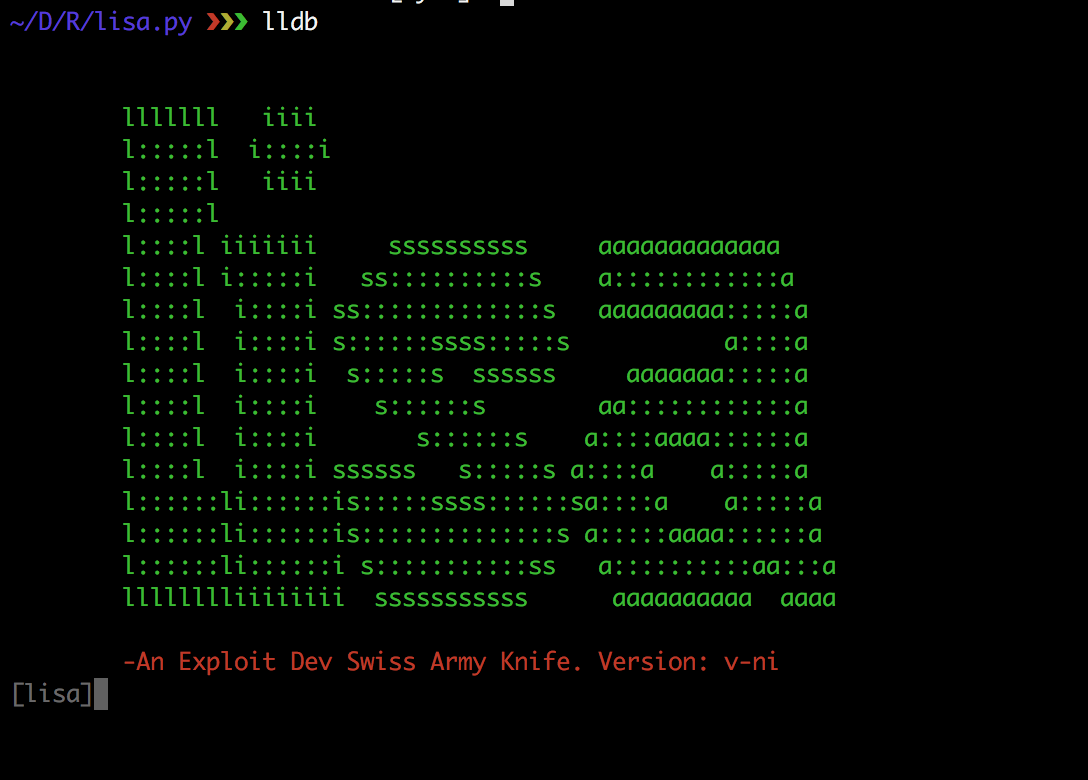 ~/D/R/lisa.py ❯❯❯ lldb
        lllllll   iiii
        l:::::l  i::::i
        l:::::l   iiii
        l:::::l
        l::::l iiiiiii     ssssssssss     aaaaaaaaaaaaa
        l::::l i:::::i   ss::::::::::s    a::::::::::::a
        l::::l  i::::i ss:::::::::::::s   aaaaaaaaa:::::a
        l::::l  i::::i s::::::ssss:::::s           a::::a
        l::::l  i::::i  s:::::s  ssssss     aaaaaaa:::::a
        l::::l  i::::i    s::::::s        aa::::::::::::a
        l::::l  i::::i       s::::::s    a::::aaaa::::::a
        l::::l  i::::i ssssss   s:::::s a::::a    a:::::a
        l::::::li::::::is:::::ssss::::::sa::::a    a:::::a
        l::::::li::::::is::::::::::::::s a:::::aaaa::::::a
        l::::::li::::::i s:::::::::::ss   a::::::::::aa:::a
        lllllllliiiiiiii  sssssssssss      aaaaaaaaaa  aaaa
        -An Exploit Dev Swiss Army Knife. Version: v-ni
[lisa]